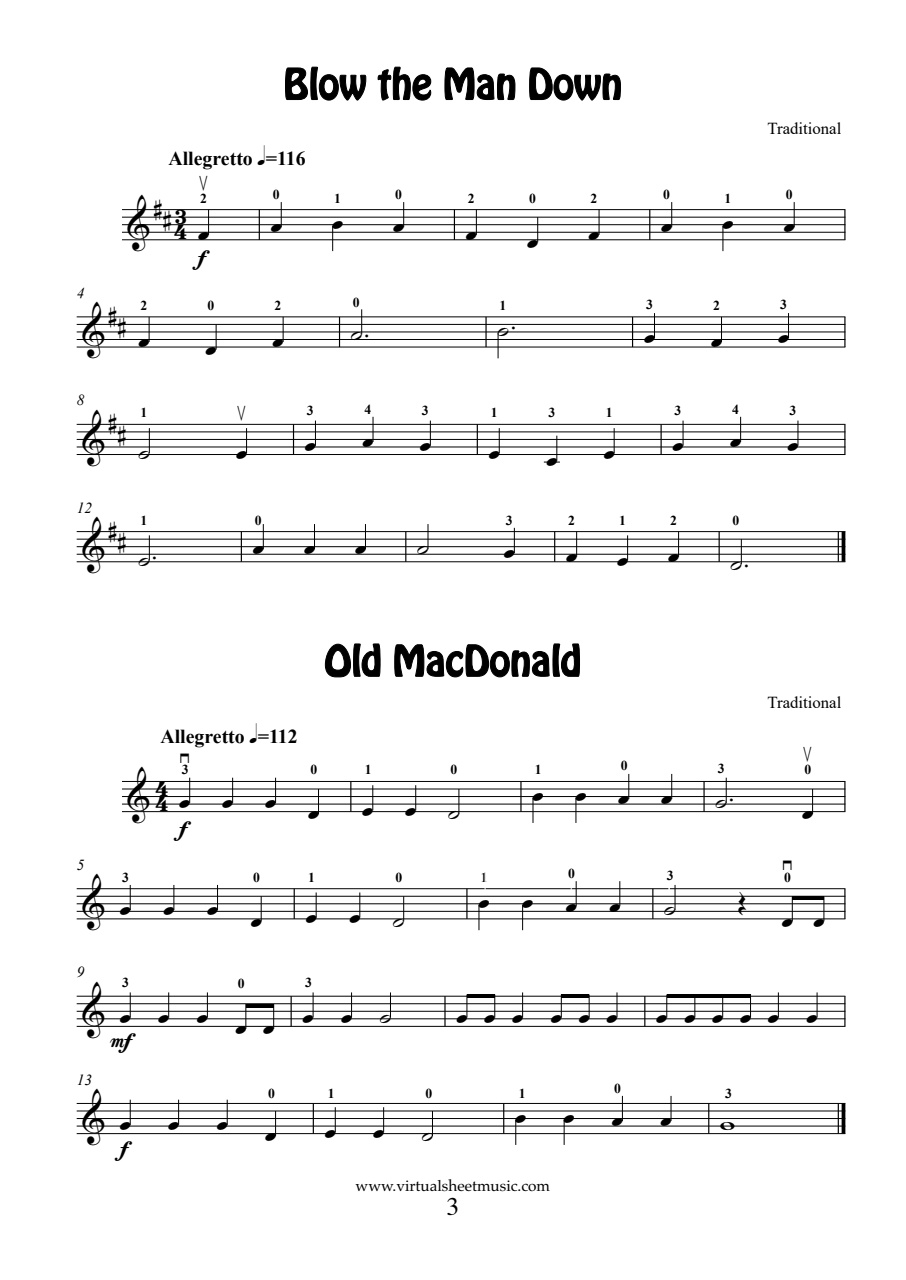 Blow the Man Down
Traditional
Allegretto ♩=116
2 0 1 0 2 0 2 0 1 0
3
4
f
4
2 0 2 0 1 3 2 3
8
1 3 4 3 1 3 1 3 4 3
12
1 0 3 2 1 2 0
Old MacDonald
Traditional
Allegretto ♩=112
3 0 1 0 1 0 3 0
4
4
f
5
3 0 1 0 1 0 3 0
9
3 0 3
mf
13
0 1 0 1 0 3
f
www.virtualsheetmusic.com
3